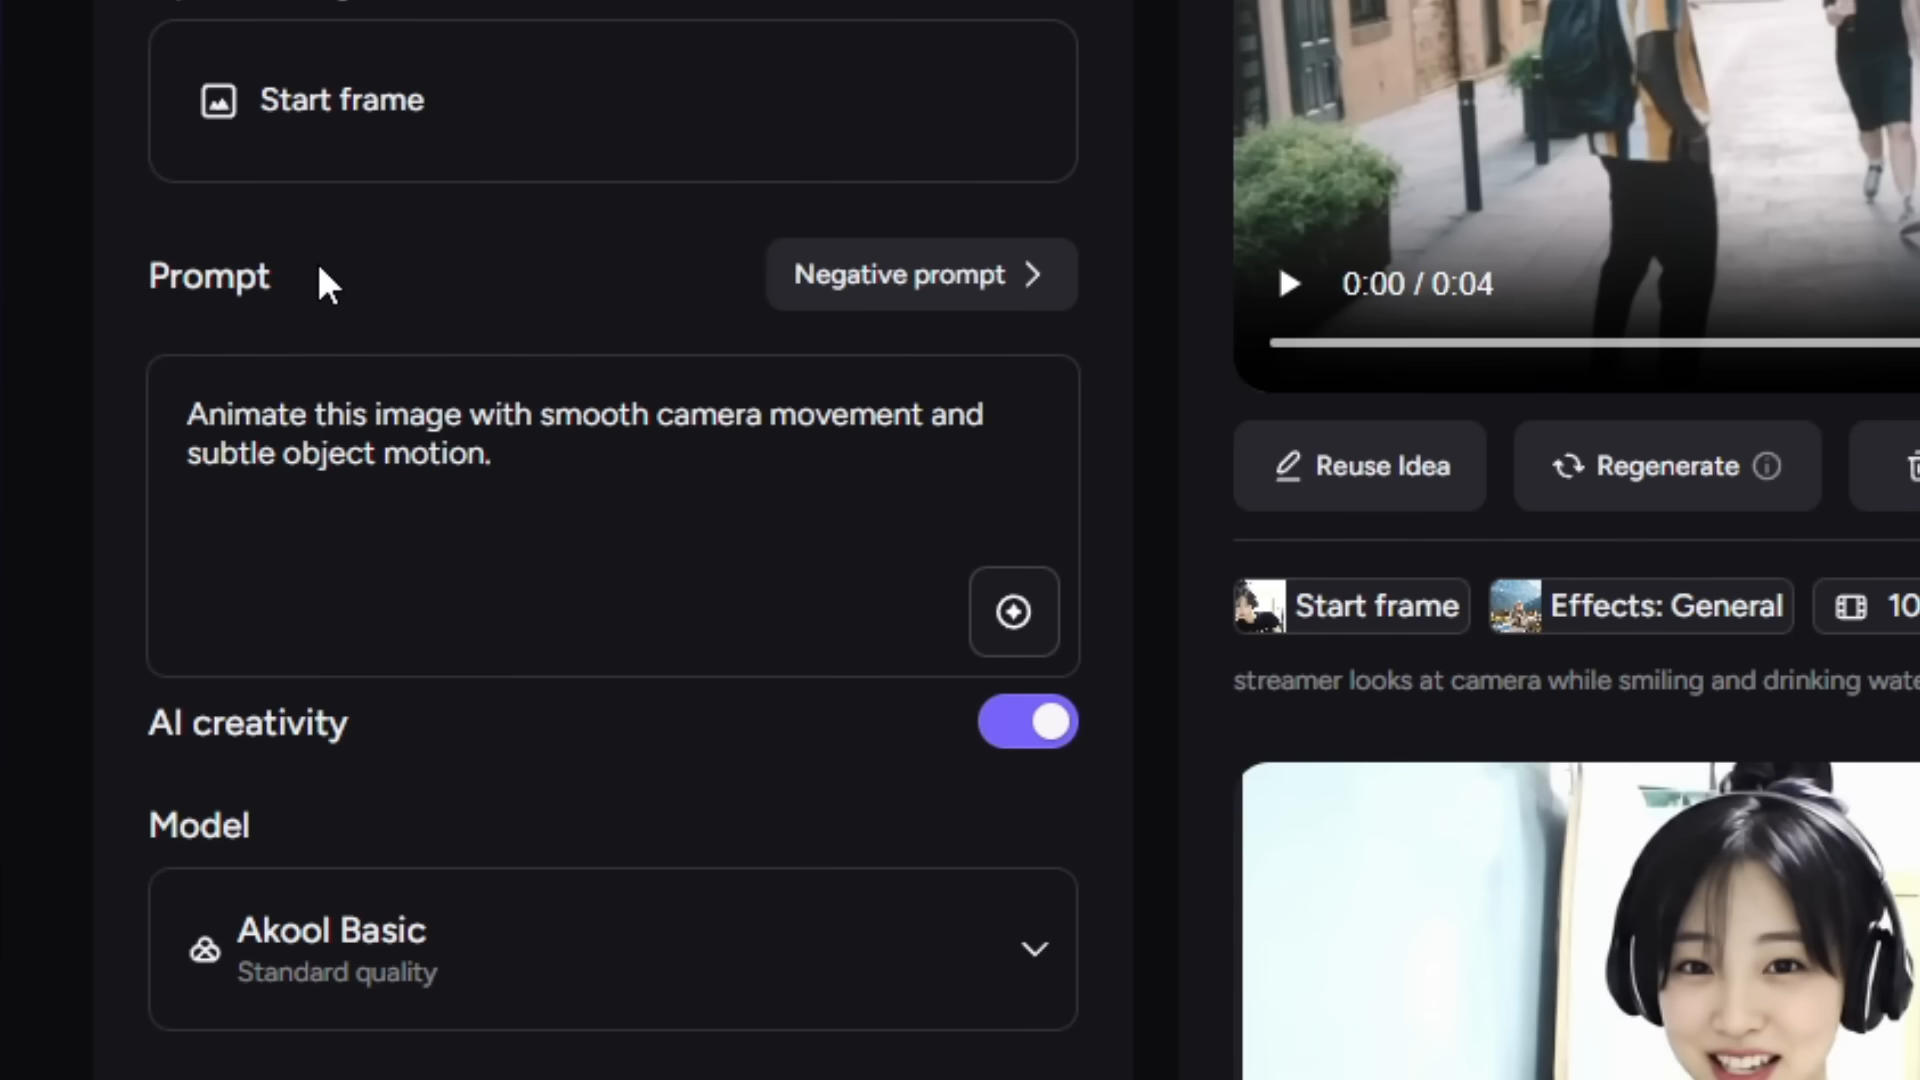 Start frame
Prompt
Negative prompt
Animate this image with smooth camera movement and
subtle object motion.
AI creativity
Model
Akool Basic
Standard quality
0:00 / 0:04
Reuse Idea
Regenerate
Start frame
Effects: General
10
streamer looks at camera while smiling and drinking